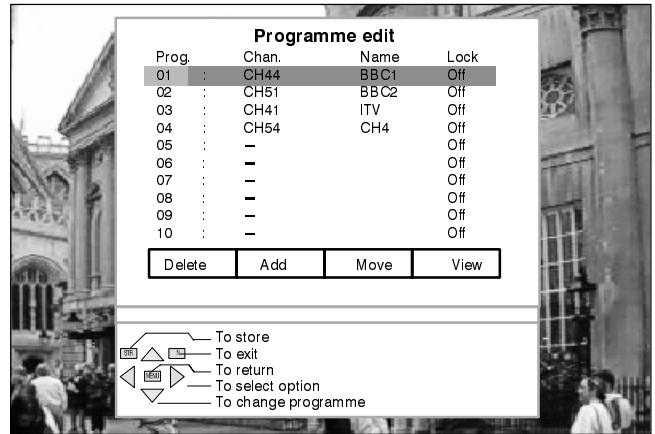 Programme edit
Prog. Chan. Name Lock
01 : CH44 BBC1 Off
02 : CH51 BBC2 Off
03 : CH41 ITV Off
04 : CH54 CH4 Off
05 : – Off
06 : – Off
07 : – Off
08 : – Off
09 : – Off
10 : – Off
Delete Add Move View
STR To store
N To exit
MENU To return
To select option
To change programme